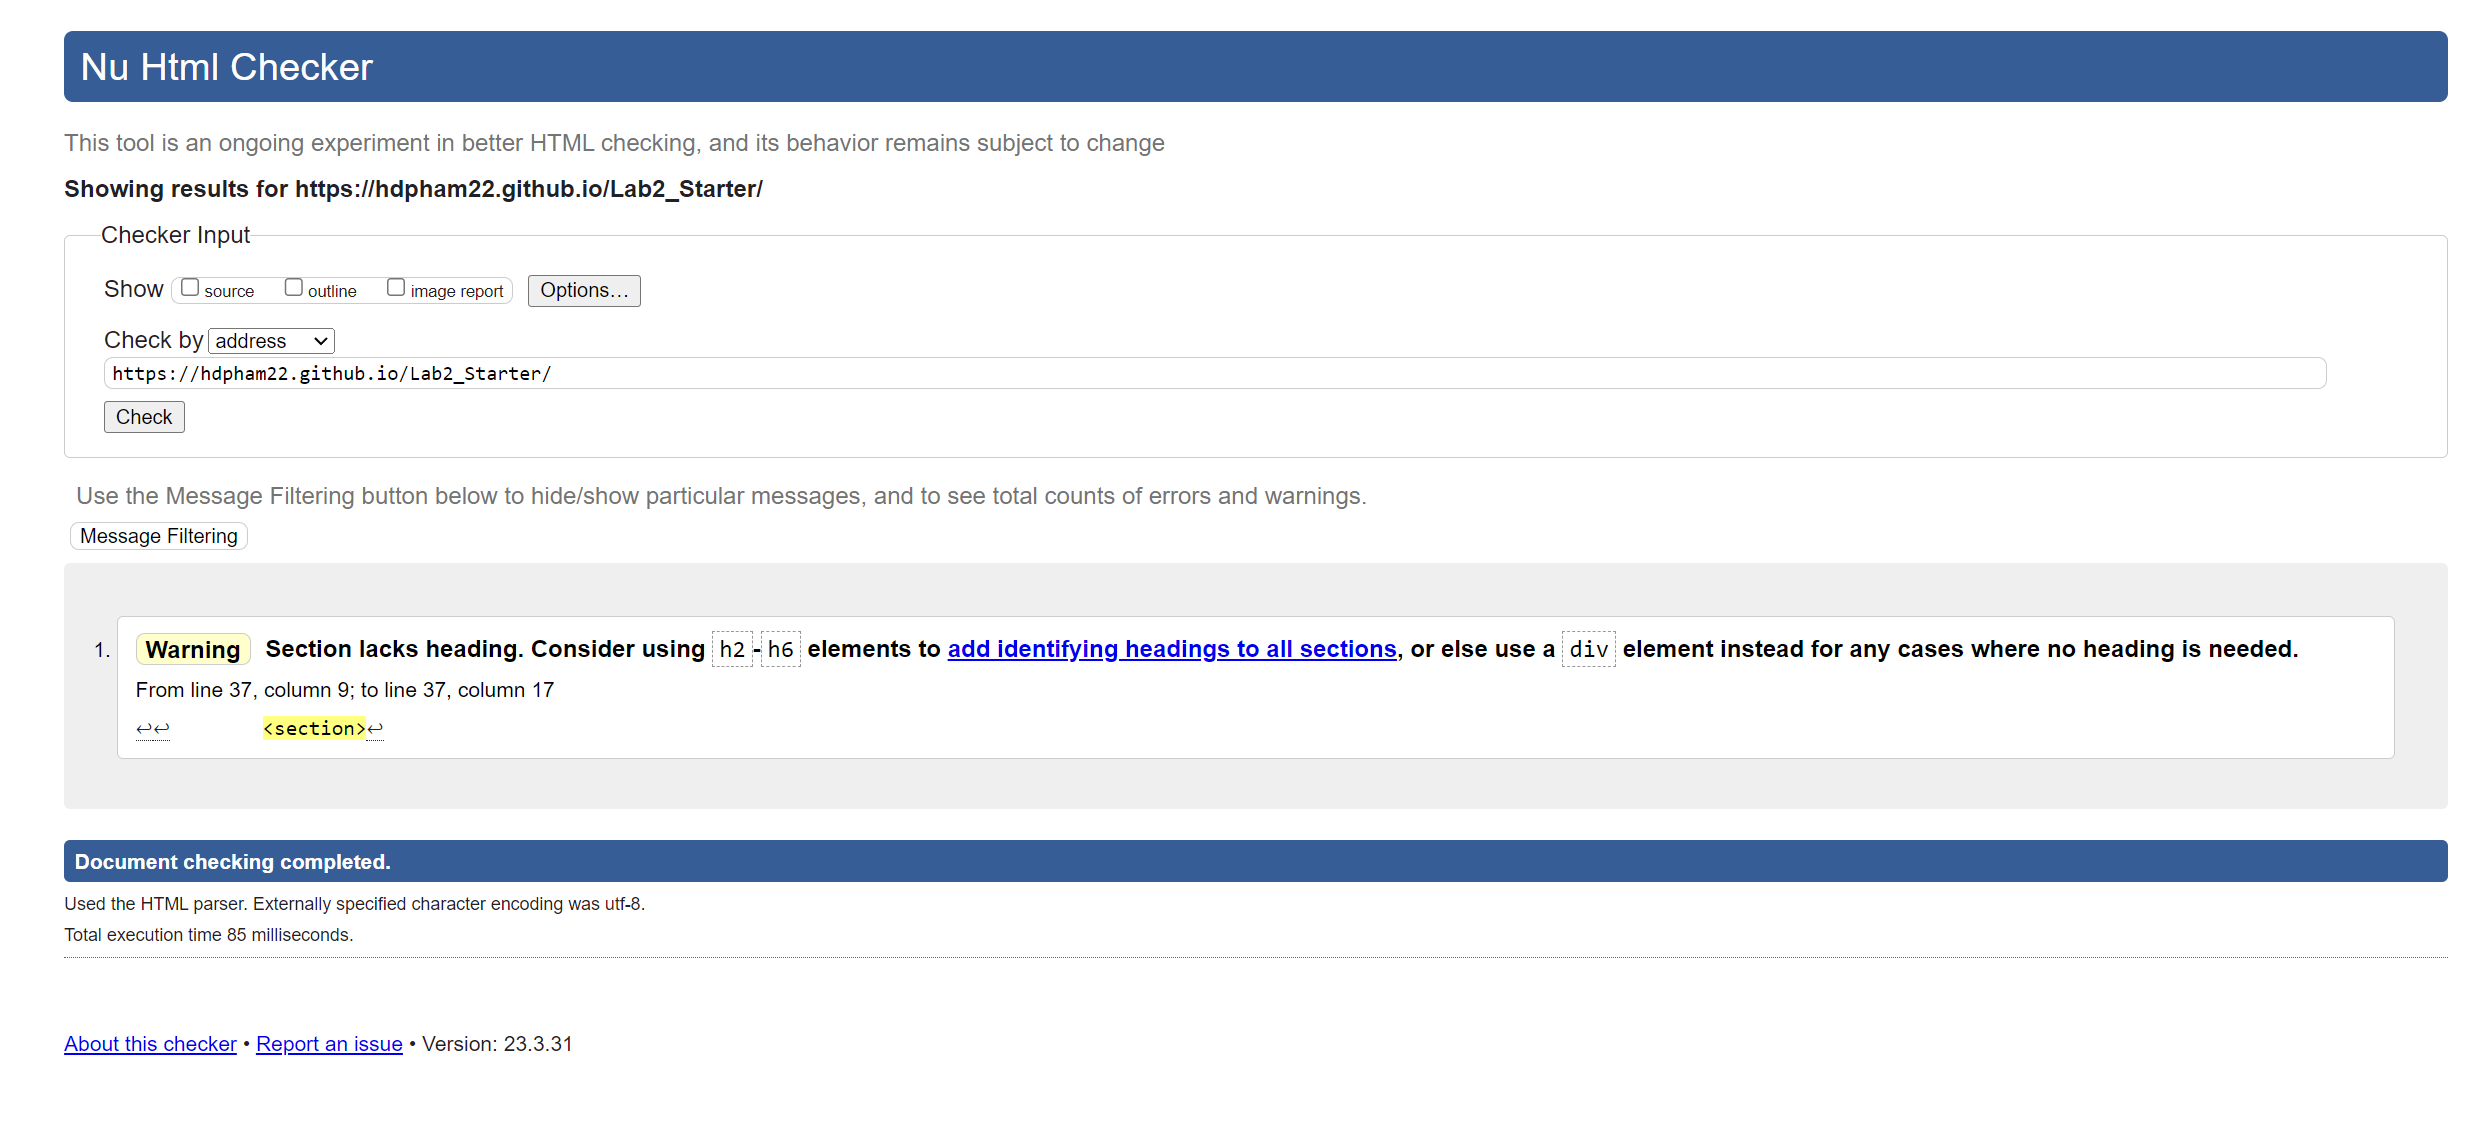 Nu Html Checker
This tool is an ongoing experiment in better HTML checking, and its behavior remains subject to change
Showing results for https://hdpham22.github.io/Lab2_Starter/
Checker Input
Show source outline image report Options...
Check by address
https://hdpham22.github.io/Lab2_Starter/
Check
Use the Message Filtering button below to hide/show particular messages, and to see total counts of errors and warnings.
Message Filtering
1. Warning Section lacks heading. Consider using h2-h6 elements to add identifying headings to all sections, or else use a div element instead for any cases where no heading is needed.
From line 37, column 9; to line 37, column 17
↩↩ <section>↩
Document checking completed.
Used the HTML parser. Externally specified character encoding was utf-8.
Total execution time 85 milliseconds.
About this checker • Report an issue • Version: 23.3.31